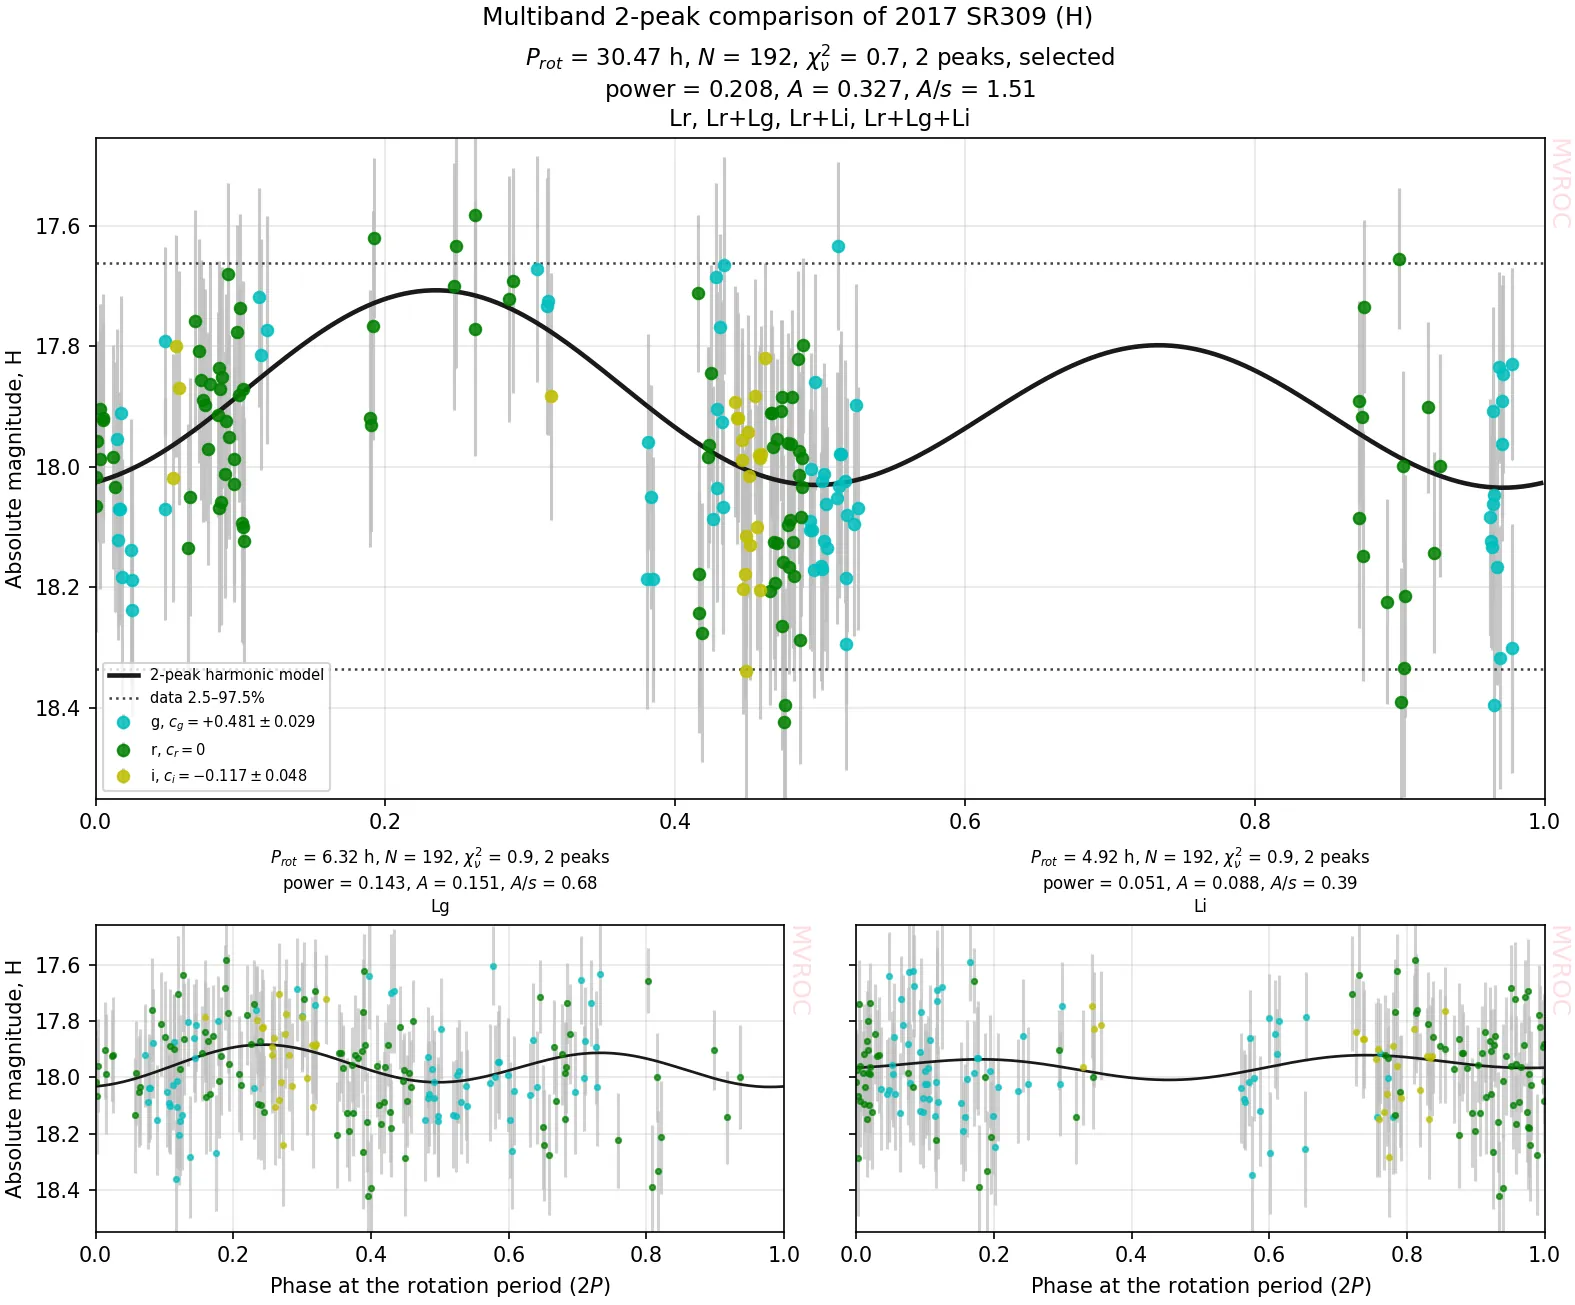 Multiband 2-peak comparison of 2017 SR309 (H)
P_rot = 30.47 h, N = 192, χ²_ν = 0.7, 2 peaks, selected
power = 0.208, A = 0.327, A/s = 1.51
Lr, Lr+Lg, Lr+Li, Lr+Lg+Li
MVROC
Absolute magnitude, H
17.6
17.8
18.0
18.2
18.4
2-peak harmonic model
data 2.5–97.5%
g, c_g = +0.481 ± 0.029
r, c_r = 0
i, c_i = −0.117 ± 0.048
0.0 0.2 0.4 0.6 0.8 1.0
P_rot = 6.32 h, N = 192, χ²_ν = 0.9, 2 peaks
power = 0.143, A = 0.151, A/s = 0.68
Lg
MVROC
Absolute magnitude, H
17.6
17.8
18.0
18.2
18.4
0.0 0.2 0.4 0.6 0.8 1.0
Phase at the rotation period (2P)
P_rot = 4.92 h, N = 192, χ²_ν = 0.9, 2 peaks
power = 0.051, A = 0.088, A/s = 0.39
Li
MVROC
0.0 0.2 0.4 0.6 0.8 1.0
Phase at the rotation period (2P)